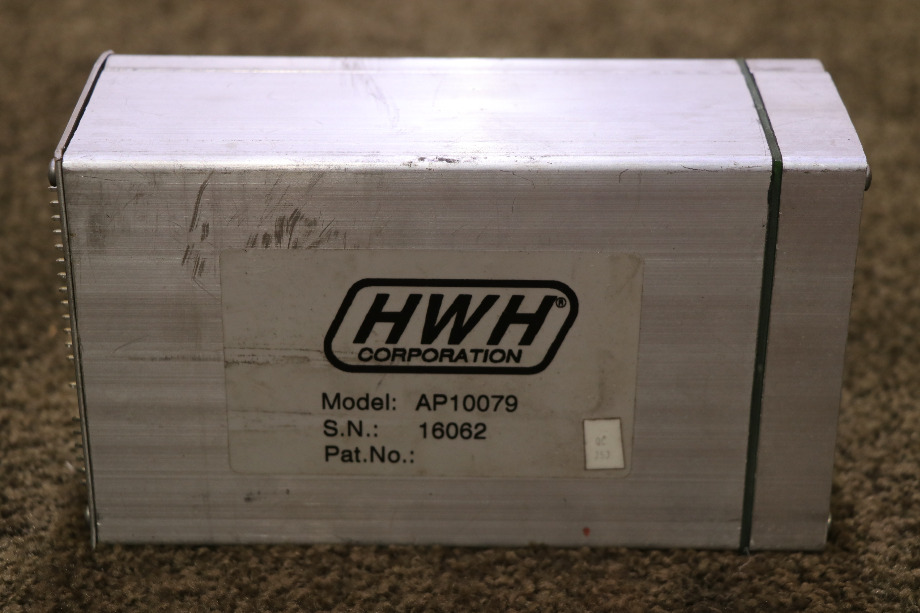 HWH®
CORPORATION
Model: AP10079
S.N.: 16062
Pat.No.: